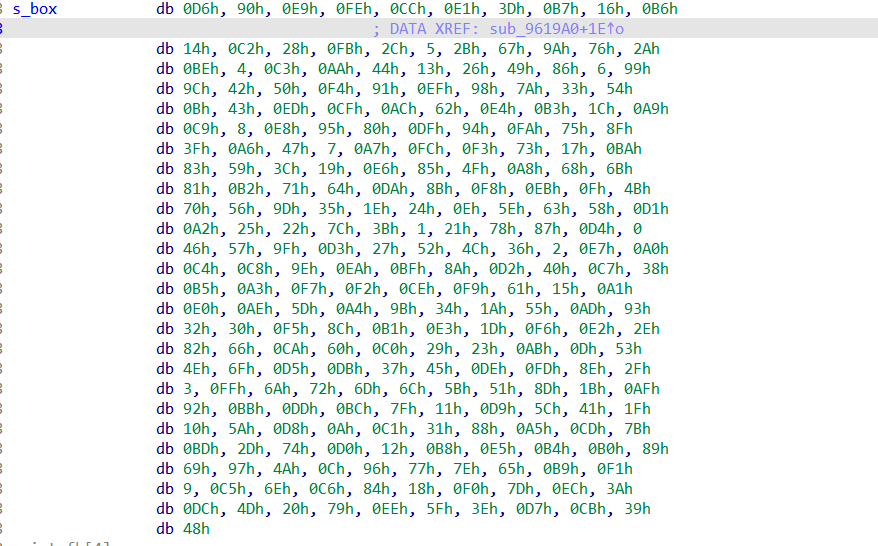 s_box db 0D6h, 90h, 0E9h, 0FEh, 0CCh, 0E1h, 3Dh, 0B7h, 16h, 0B6h
; DATA XREF: sub_9619A0+1E↑o
db 14h, 0C2h, 28h, 0FBh, 2Ch, 5, 2Bh, 67h, 9Ah, 76h, 2Ah
db 0BEh, 4, 0C3h, 0AAh, 44h, 13h, 26h, 49h, 86h, 6, 99h
db 9Ch, 42h, 50h, 0F4h, 91h, 0EFh, 98h, 7Ah, 33h, 54h
db 0Bh, 43h, 0EDh, 0CFh, 0ACh, 62h, 0E4h, 0B3h, 1Ch, 0A9h
db 0C9h, 8, 0E8h, 95h, 80h, 0DFh, 94h, 0FAh, 75h, 8Fh
db 3Fh, 0A6h, 47h, 7, 0A7h, 0FCh, 0F3h, 73h, 17h, 0BAh
db 83h, 59h, 3Ch, 19h, 0E6h, 85h, 4Fh, 0A8h, 68h, 6Bh
db 81h, 0B2h, 71h, 64h, 0DAh, 8Bh, 0F8h, 0EBh, 0Fh, 4Bh
db 70h, 56h, 9Dh, 35h, 1Eh, 24h, 0Eh, 5Eh, 63h, 58h, 0D1h
db 0A2h, 25h, 22h, 7Ch, 3Bh, 1, 21h, 78h, 87h, 0D4h, 0
db 46h, 57h, 9Fh, 0D3h, 27h, 52h, 4Ch, 36h, 2, 0E7h, 0A0h
db 0C4h, 0C8h, 9Eh, 0EAh, 0BFh, 8Ah, 0D2h, 40h, 0C7h, 38h
db 0B5h, 0A3h, 0F7h, 0F2h, 0CEh, 0F9h, 61h, 15h, 0A1h
db 0E0h, 0AEh, 5Dh, 0A4h, 9Bh, 34h, 1Ah, 55h, 0ADh, 93h
db 32h, 30h, 0F5h, 8Ch, 0B1h, 0E3h, 1Dh, 0F6h, 0E2h, 2Eh
db 82h, 66h, 0CAh, 60h, 0C0h, 29h, 23h, 0ABh, 0Dh, 53h
db 4Eh, 6Fh, 0D5h, 0DBh, 37h, 45h, 0DEh, 0FDh, 8Eh, 2Fh
db 3, 0FFh, 6Ah, 72h, 6Dh, 6Ch, 5Bh, 51h, 8Dh, 1Bh, 0AFh
db 92h, 0BBh, 0DDh, 0BCh, 7Fh, 11h, 0D9h, 5Ch, 41h, 1Fh
db 10h, 5Ah, 0D8h, 0Ah, 0C1h, 31h, 88h, 0A5h, 0CDh, 7Bh
db 0BDh, 2Dh, 74h, 0D0h, 12h, 0B8h, 0E5h, 0B4h, 0B0h, 89h
db 69h, 97h, 4Ah, 0Ch, 96h, 77h, 7Eh, 65h, 0B9h, 0F1h
db 9, 0C5h, 6Eh, 0C6h, 84h, 18h, 0F0h, 7Dh, 0ECh, 3Ah
db 0DCh, 4Dh, 20h, 79h, 0EEh, 5Fh, 3Eh, 0D7h, 0CBh, 39h
db 48h